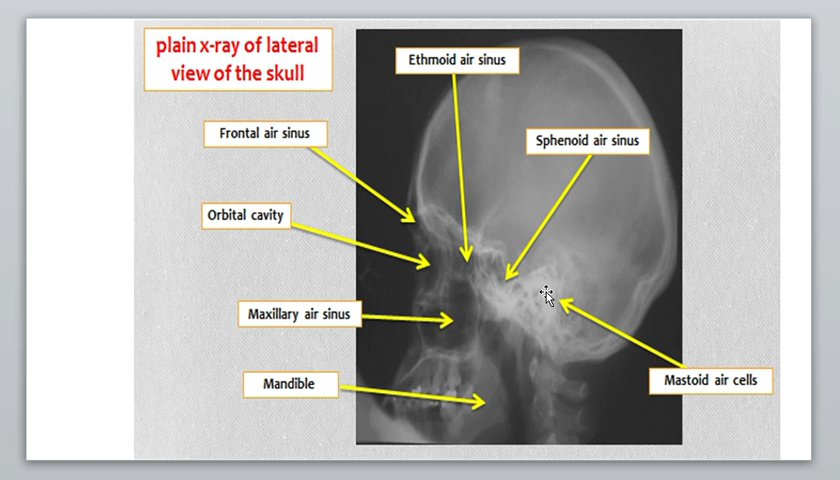 plain x-ray of lateral
view of the skull
Ethmoid air sinus
Frontal air sinus
Sphenoid air sinus
Orbital cavity
Maxillary air sinus
Mandible
Mastoid air cells